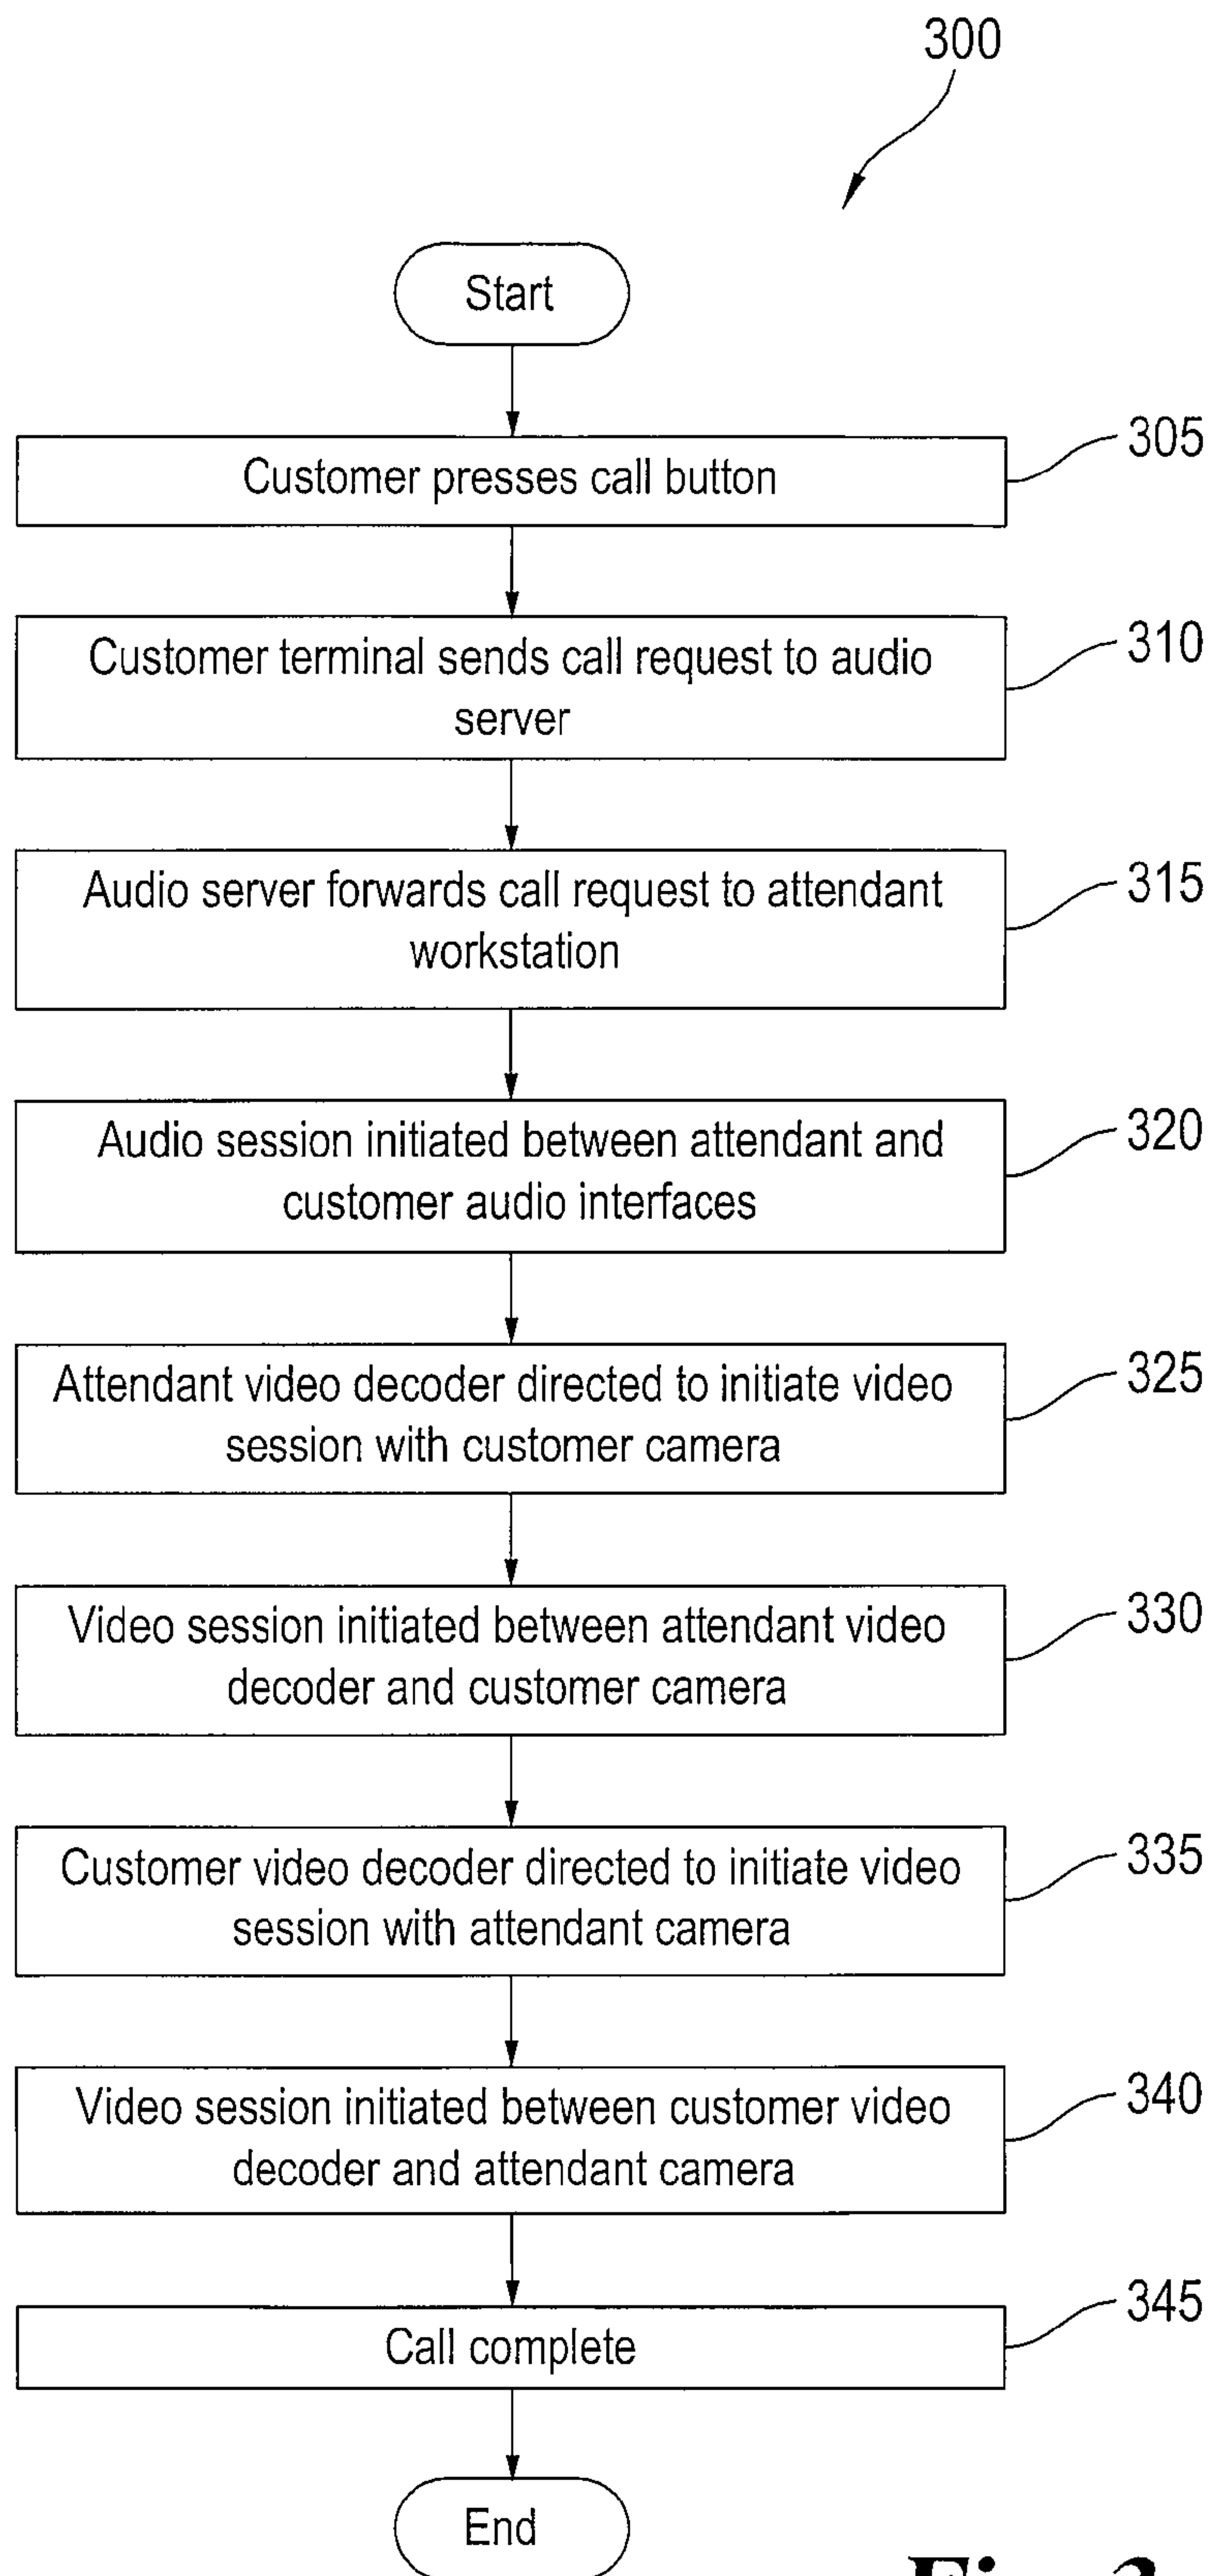 300
Start
Customer presses call button
305
Customer terminal sends call request to audio
server
310
Audio server forwards call request to attendant
workstation
315
Audio session initiated between attendant and
customer audio interfaces
320
Attendant video decoder directed to initiate video
session with customer camera
325
Video session initiated between attendant video
decoder and customer camera
330
Customer video decoder directed to initiate video
session with attendant camera
335
Video session initiated between customer video
decoder and attendant camera
340
Call complete
345
End